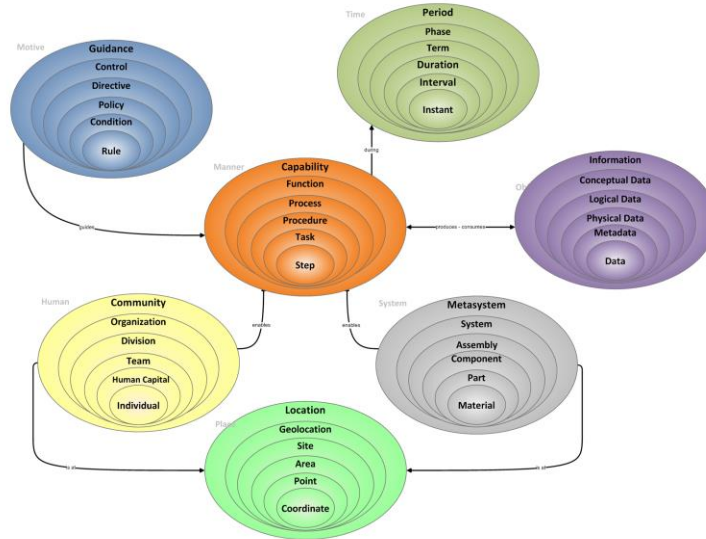 Motive
Guidance
Control
Directive
Policy
Condition
Rule
Time
Period
Phase
Term
Duration
Interval
Instant
during
guides
Manner
Capability
Function
Process
Procedure
Task
Step
produces - consumes
Information
Conceptual Data
Logical Data
Physical Data
Metadata
Data
Human
Community
Organization
Division
Team
Human Capital
Individual
enables
enables
System
Metasystem
System
Assembly
Component
Part
Material
Location
Geolocation
Site
Area
Point
Coordinate